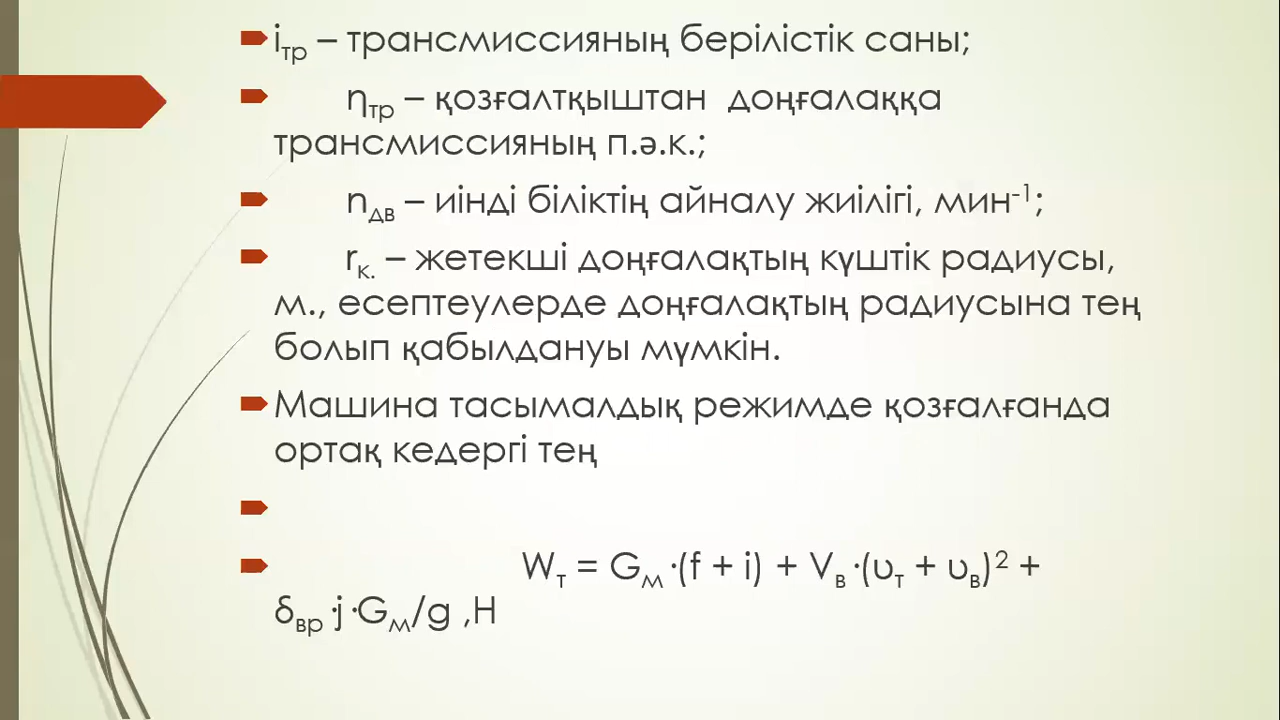 iтр – трансмиссияның берілістік саны;
ηтр – қозғалтқыштан доңғалаққа
трансмиссияның п.ә.к.;
nдв – иінді біліктің айналу жиілігі, мин-1;
rк. – жетекші доңғалақтың күштік радиусы,
м., есептеулерде доңғалақтың радиусына тең
болып қабылдануы мүмкін.
Машина тасымалдық режимде қозғалғанда
ортақ кедергі тең
Wт = Gм ·(f + i) + Vв ·(υт + υв)2 +
δвр ·j ·Gм/g ,Н